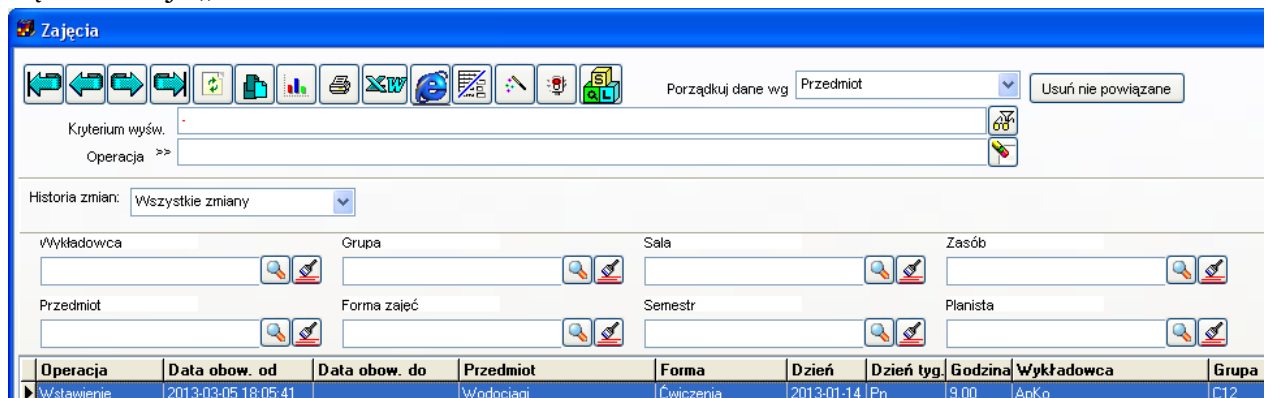 Zajęcia
XW SQL Porządkuj dane wg Przedmiot Usuń nie powiązane
Kryterium wyśw. -
Operacja >>
Historia zmian: Wszystkie zmiany
Wykładowca Grupa Sala Zasób
Przedmiot Forma zajęć Semestr Planista
Operacja Data obow. od Data obow. do Przedmiot Forma Dzień Dzień tyg. Godzina Wykładowca Grupa
Wstawienie 2013-03-05 18:05:41 Wodociągi Ćwiczenia 2013-01-14 Pn 9.00 ApKo C12